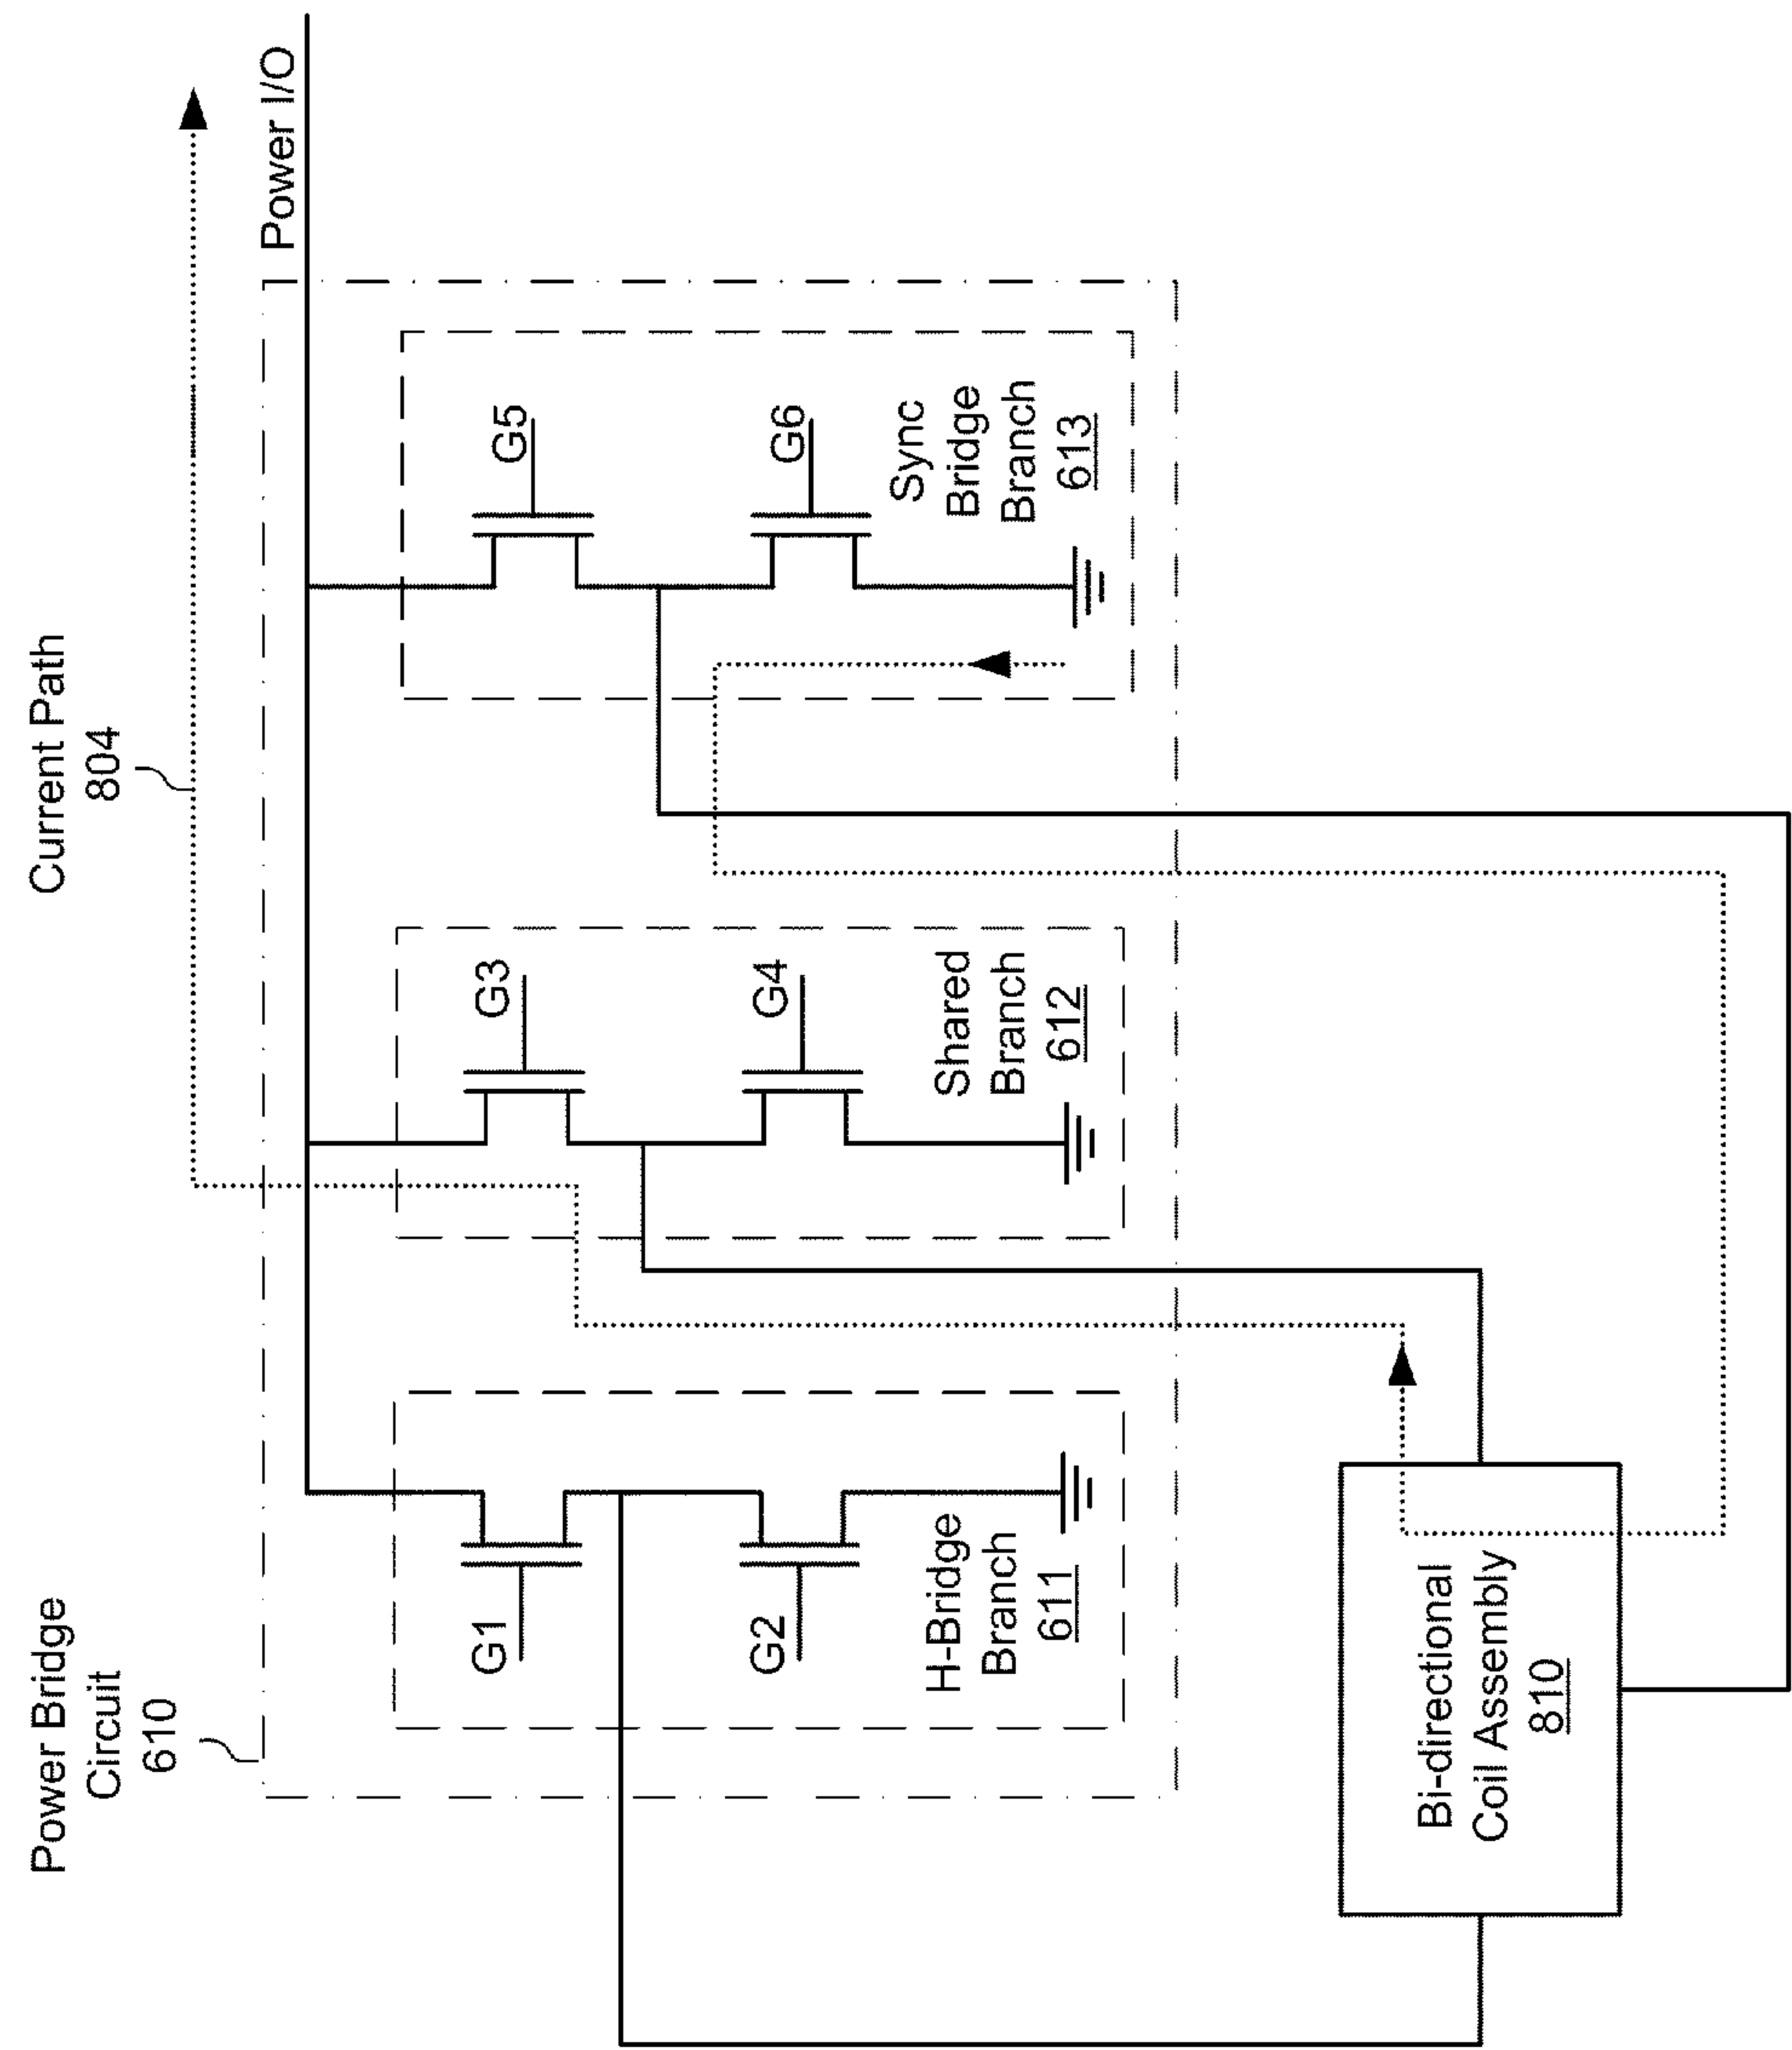 Power Bridge
Circuit
610
Current Path
804
Power I/O
G1
G2
H-Bridge
Branch
611
G3
G4
Shared
Branch
612
G5
G6
Sync
Bridge
Branch
613
Bi-directional
Coil Assembly
810